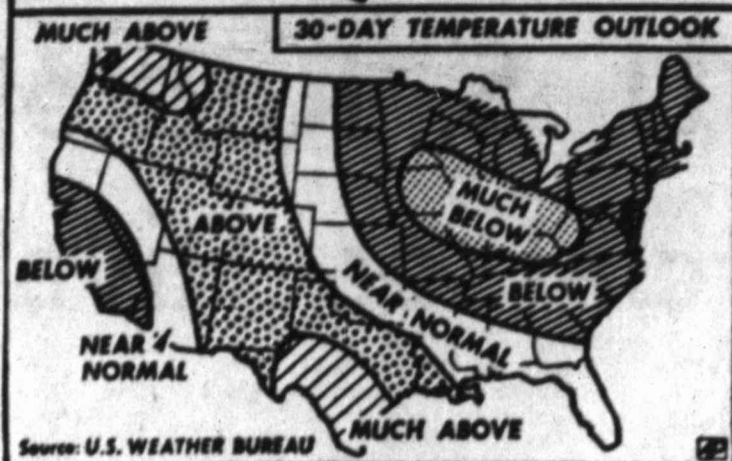 MUCH ABOVE
30-DAY TEMPERATURE OUTLOOK
MUCH
BELOW
ABOVE
BELOW
BELOW
NEAR NORMAL
NEAR
NORMAL
MUCH ABOVE
Source: U.S. WEATHER BUREAU
AP